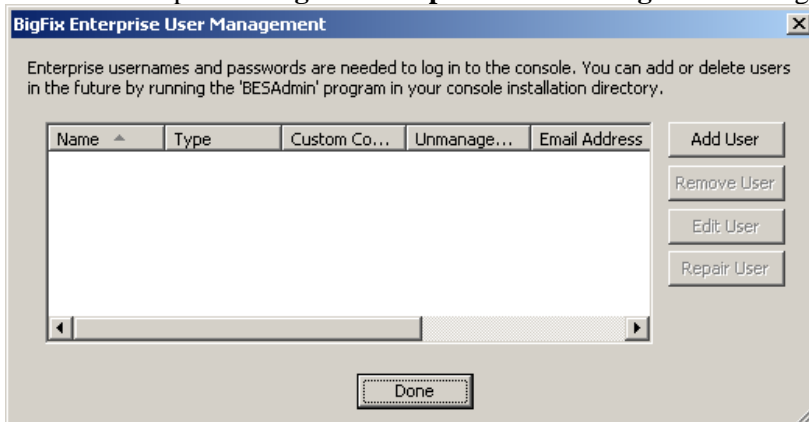 BigFix Enterprise User Management
Enterprise usernames and passwords are needed to log in to the console. You can add or delete users
in the future by running the 'BESAdmin' program in your console installation directory.
Name Type Custom Co... Unmanage... Email Address
Add User
Remove User
Edit User
Repair User
Done